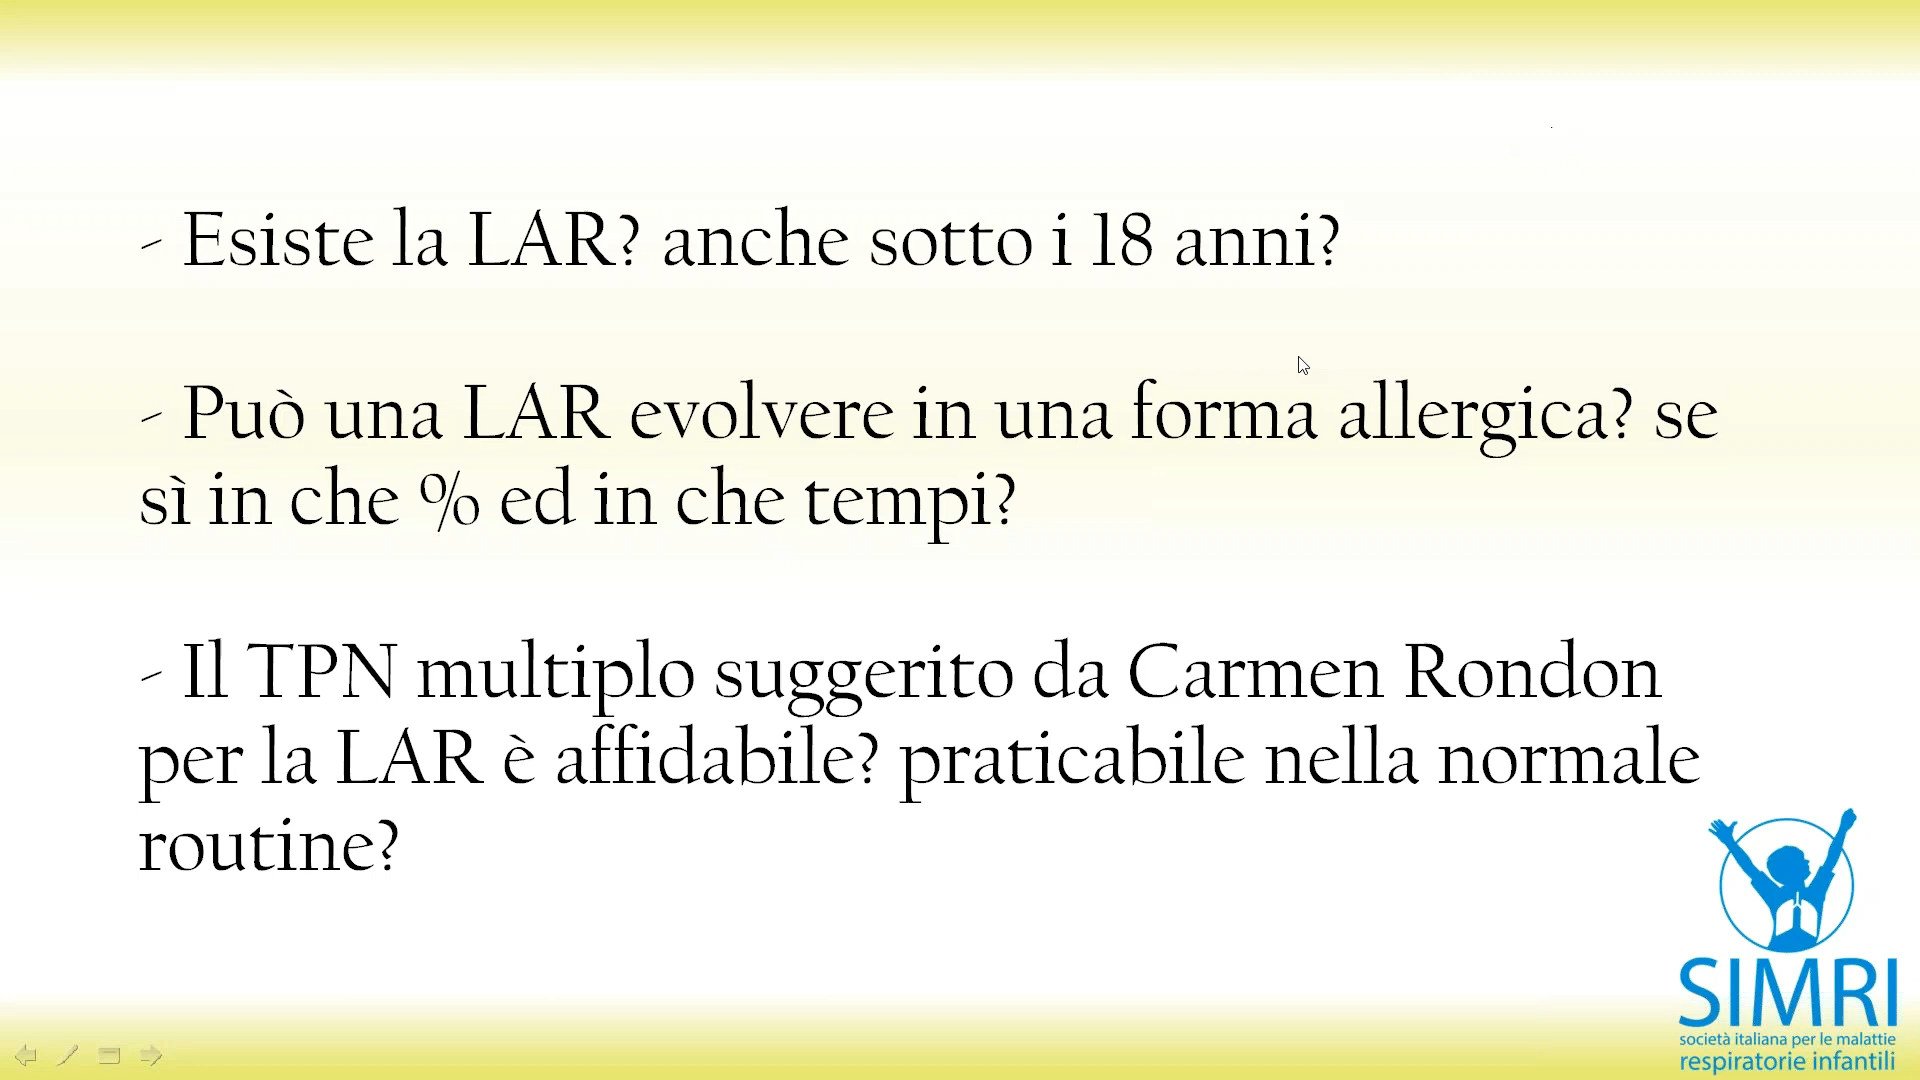 - Esiste la LAR? anche sotto i 18 anni?
- Può una LAR evolvere in una forma allergica? se
sì in che % ed in che tempi?
- Il TPN multiplo suggerito da Carmen Rondon
per la LAR è affidabile? praticabile nella normale
routine?
SIMRI
società italiana per le malattie
respiratorie infantili